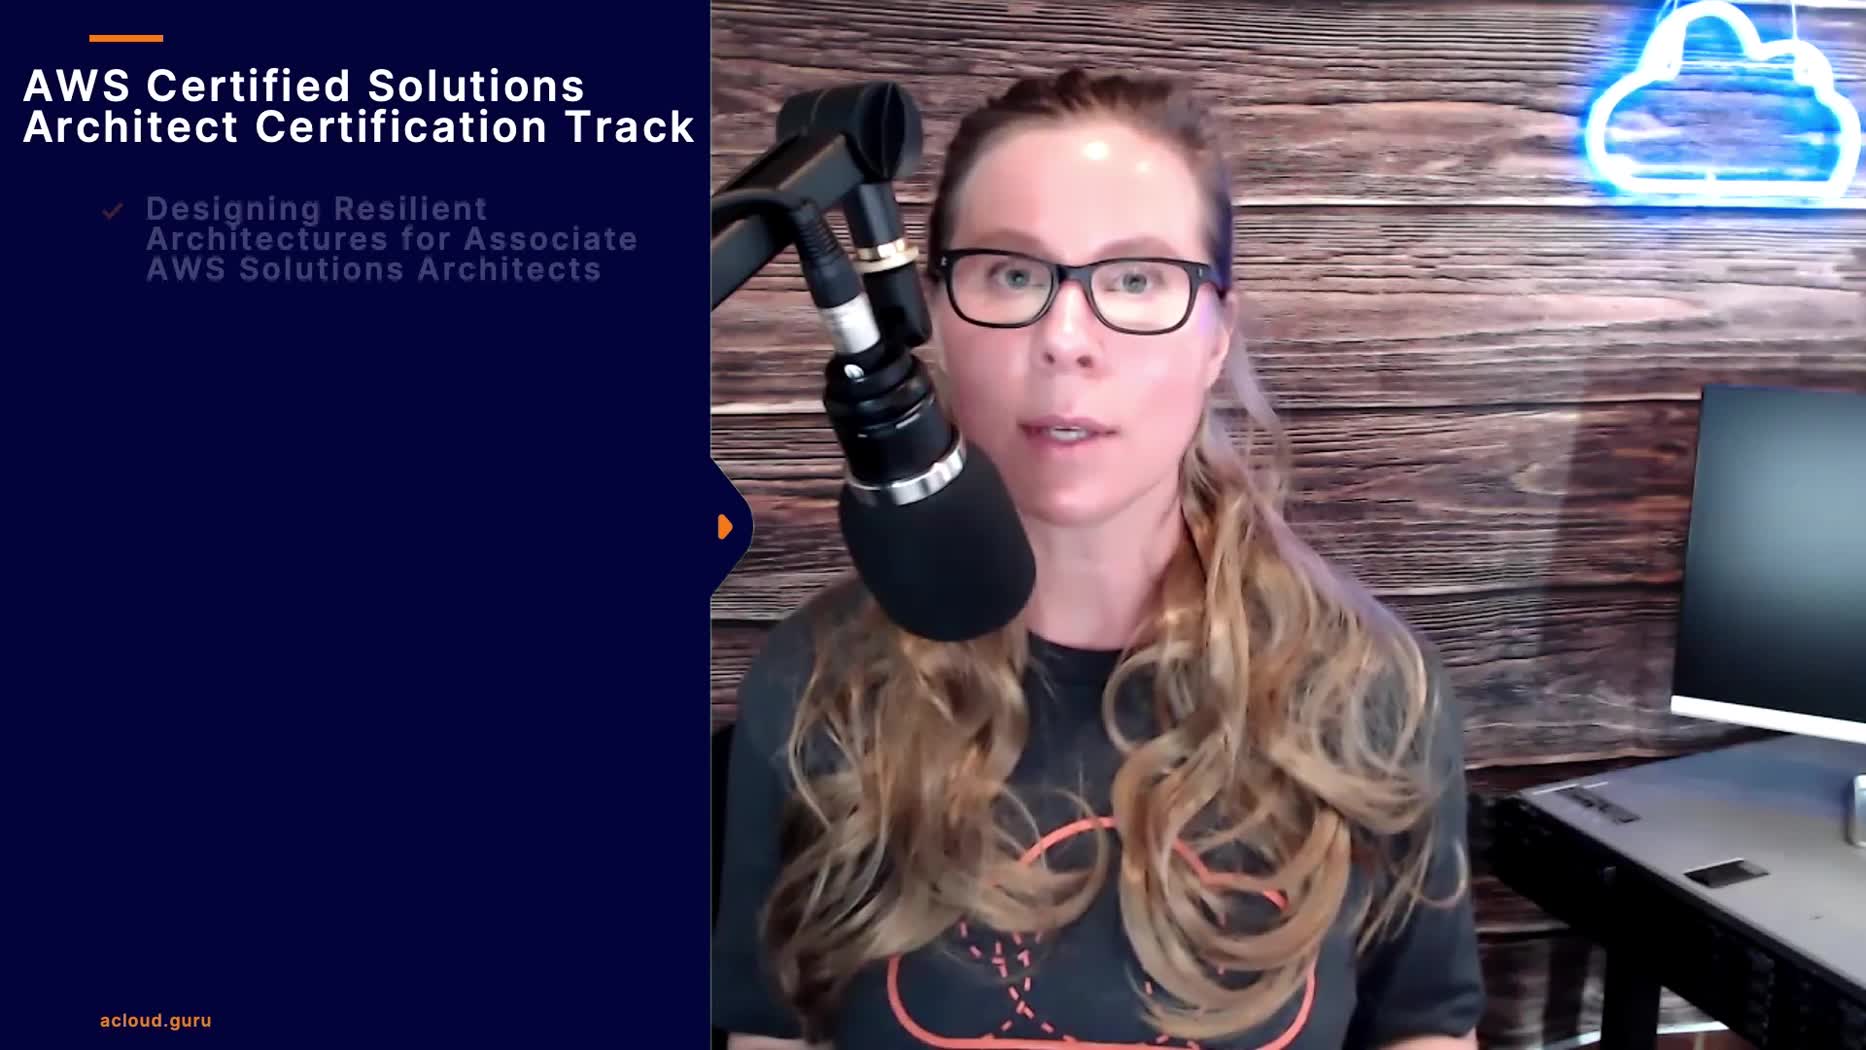 AWS Certified Solutions
Architect Certification Track
Designing Resilient
Architectures for Associate
AWS Solutions Architects
acloud.guru